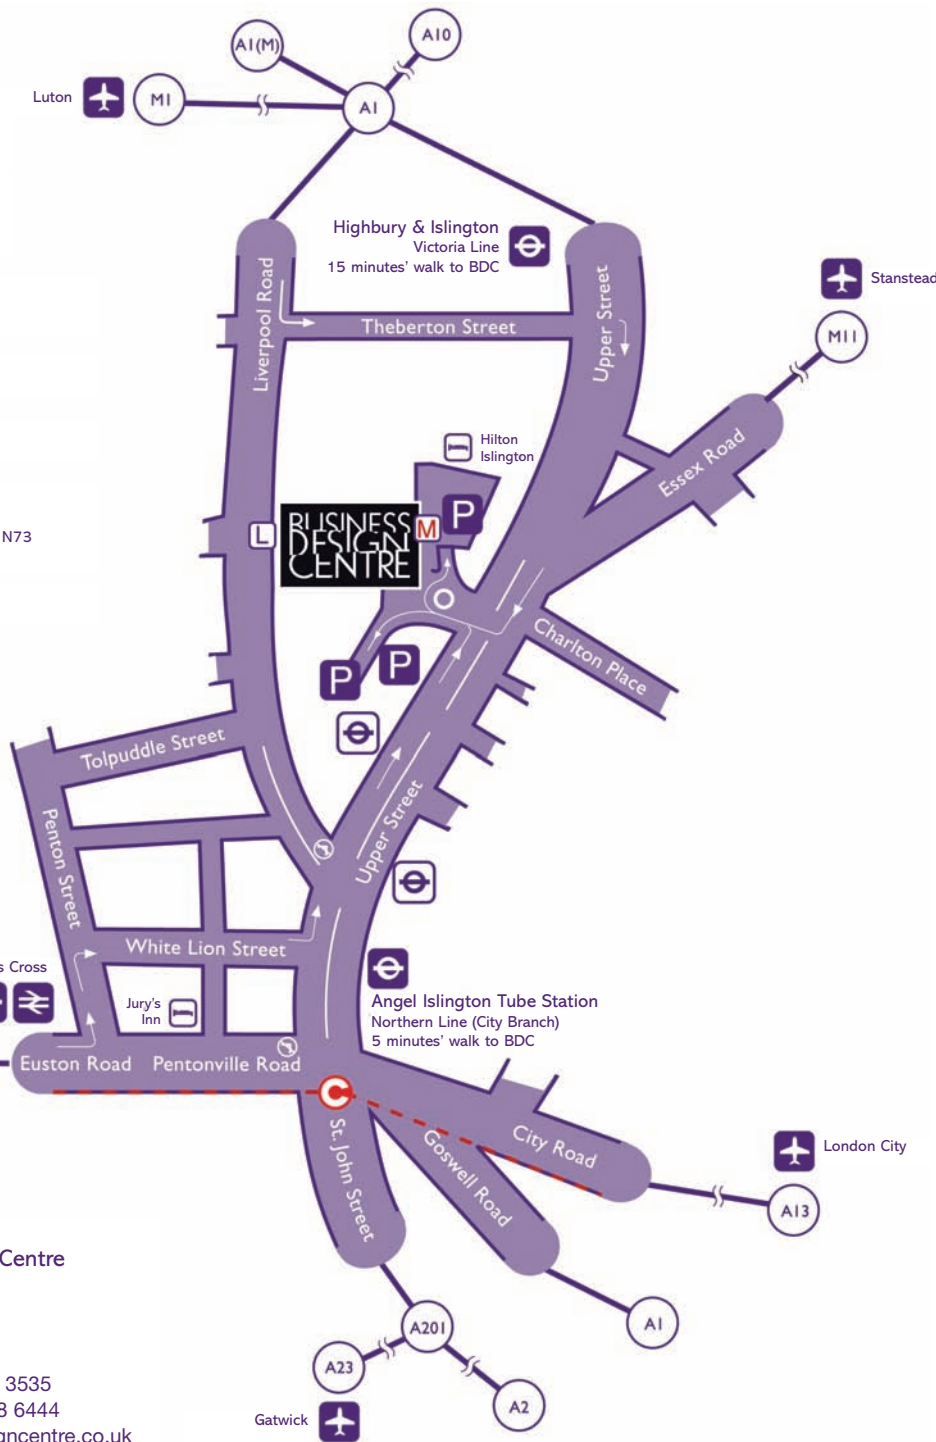 A1(M)
A10
Luton
M1
A1
Highbury & Islington
Victoria Line
15 minutes' walk to BDC
Stanstead
M11
Liverpool Road
Theberton Street
Upper Street
Essex Road
Hilton
Islington
P
L
BUSINESS
DESIGN
CENTRE
M
N73
Charlton Place
P
P
Tolpuddle Street
Penton Street
Upper Street
White Lion Street
s Cross
Jury's
Inn
Angel Islington Tube Station
Northern Line (City Branch)
5 minutes' walk to BDC
Euston Road
Pentonville Road
C
St. John Street
Goswell Road
City Road
London City
A13
Centre
A201
A1
A23
A2
3535
8 6444
Gatwick
gncentre.co.uk